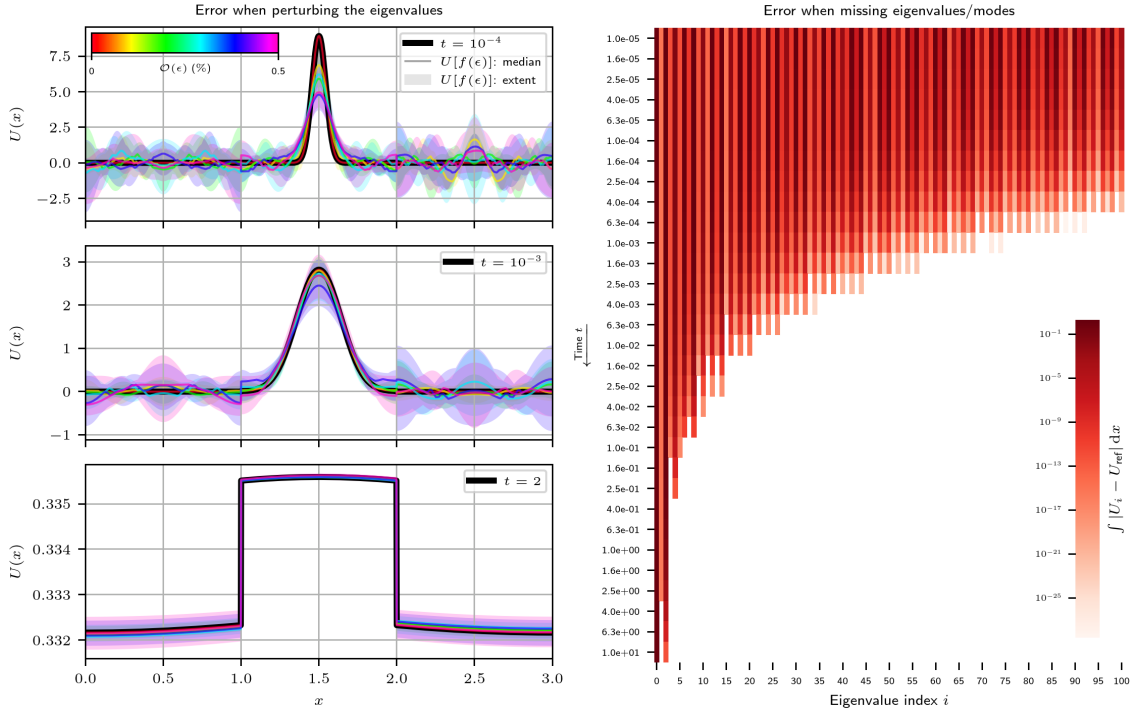 Error when perturbing the eigenvalues
7.5
5.0
2.5
0.0
−2.5
U(x)
0
𝒪(ϵ) (%)
0.5
t = 10⁻⁴
U[f(ϵ)]: median
U[f(ϵ)]: extent
3
2
1
0
−1
U(x)
t = 10⁻³
0.335
0.334
0.333
0.332
U(x)
t = 2
0.0
0.5
1.0
1.5
2.0
2.5
3.0
x
Error when missing eigenvalues/modes
1.0e-05
1.6e-05
2.5e-05
4.0e-05
6.3e-05
1.0e-04
1.6e-04
2.5e-04
4.0e-04
6.3e-04
1.0e-03
1.6e-03
2.5e-03
4.0e-03
6.3e-03
1.0e-02
1.6e-02
2.5e-02
4.0e-02
6.3e-02
1.0e-01
1.6e-01
2.5e-01
4.0e-01
6.3e-01
1.0e+00
1.6e+00
2.5e+00
4.0e+00
6.3e+00
1.0e+01
Time t
0
5
10
15
20
25
30
35
40
45
50
55
60
65
70
75
80
85
90
95
100
Eigenvalue index i
10⁻¹
10⁻⁵
10⁻⁹
10⁻¹³
10⁻¹⁷
10⁻²¹
10⁻²⁵
∫ |Uᵢ − U_ref| dx